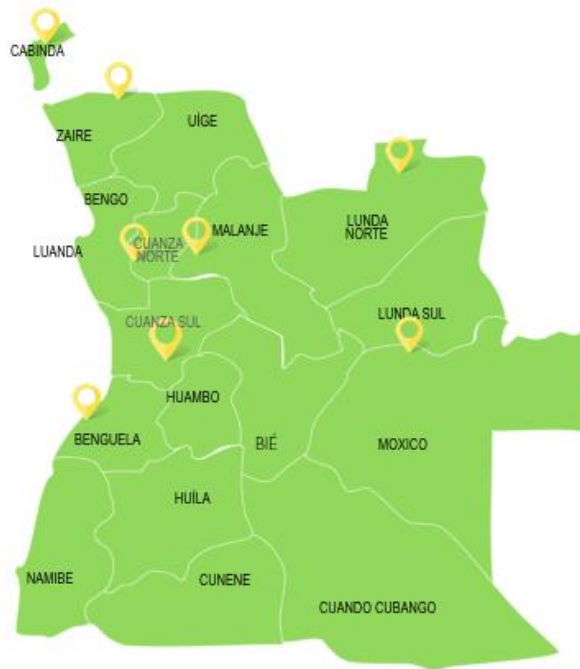 CABINDA
ZAIRE
UÍGE
BENGO
LUANDA
CUANZA
NORTE
MALANJE
LUNDA
NORTE
CUANZA SUL
LUNDA SUL
HUAMBO
BENGUELA
BIÉ
MOXICO
HUÍLA
NAMIBE
CUNENE
CUANDO CUBANGO